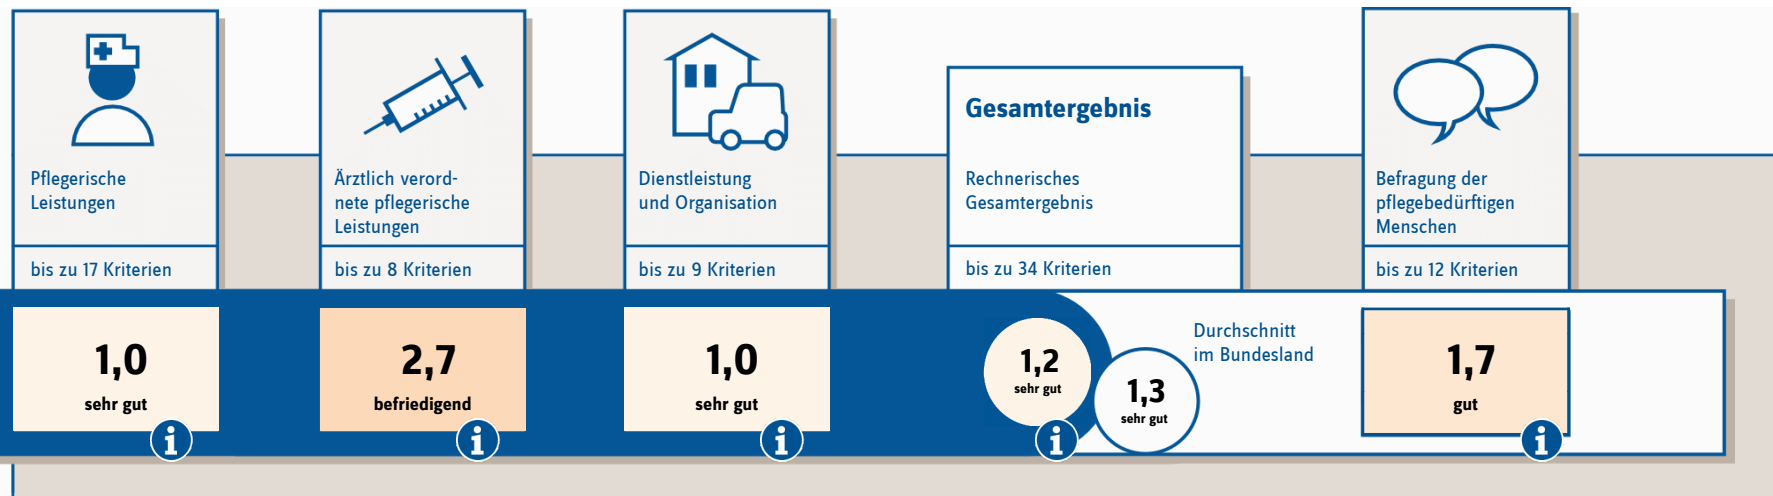 Pflegerische
Leistungen
bis zu 17 Kriterien
1,0
sehr gut
i
Ärztlich verord-
nete pflegerische
Leistungen
bis zu 8 Kriterien
2,7
befriedigend
i
Dienstleistung
und Organisation
bis zu 9 Kriterien
1,0
sehr gut
i
Gesamtergebnis
Rechnerisches
Gesamtergebnis
bis zu 34 Kriterien
1,2
sehr gut
i
1,3
sehr gut
Durchschnitt
im Bundesland
Befragung der
pflegebedürftigen
Menschen
bis zu 12 Kriterien
1,7
gut
i